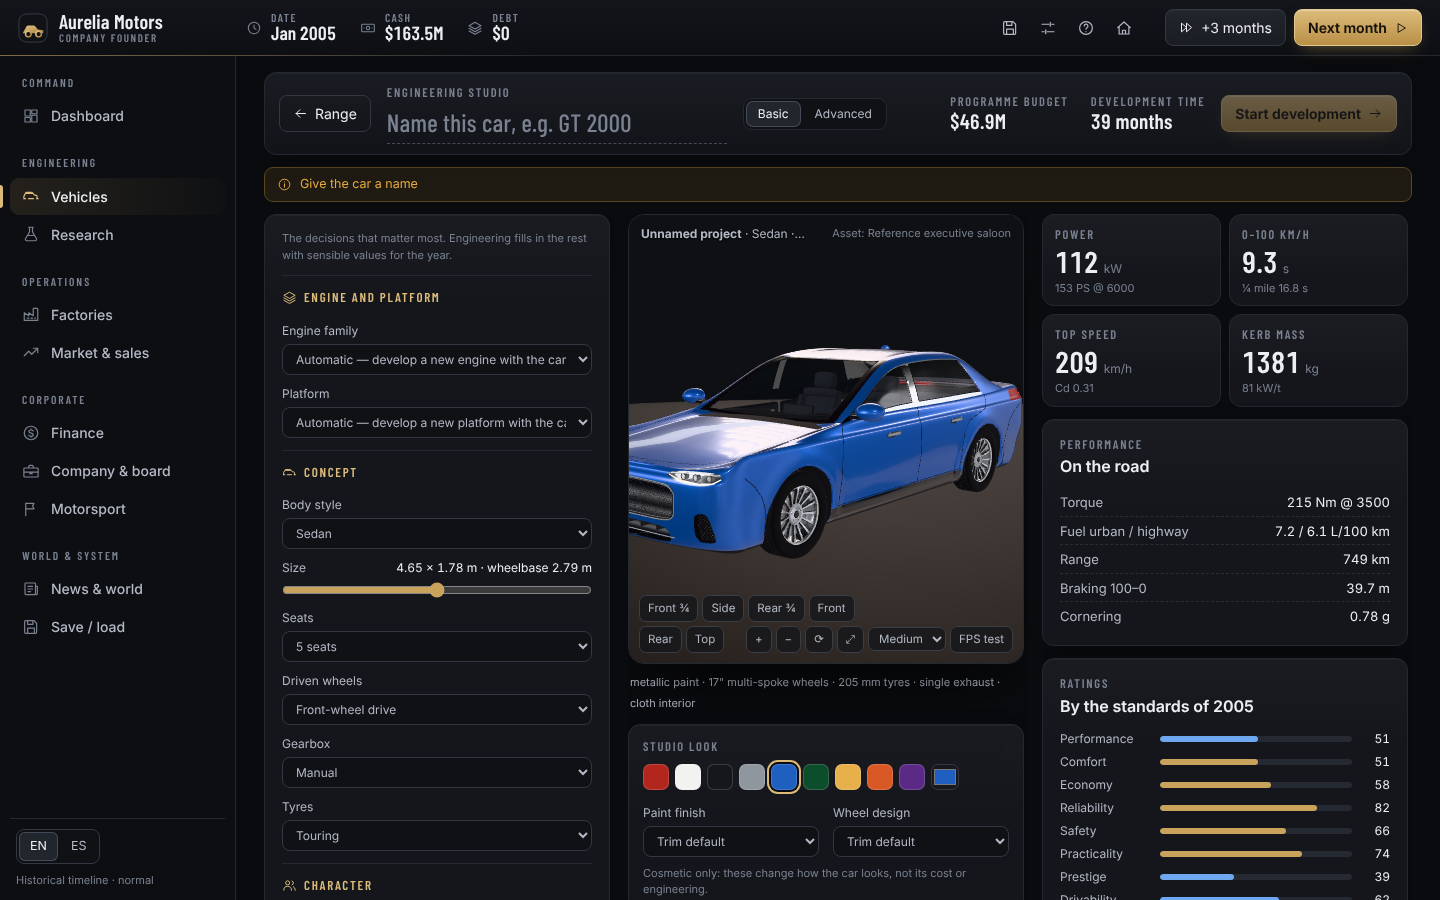 Aurelia Motors
COMPANY FOUNDER
DATE
Jan 2005
CASH
$163.5M
DEBT
$0
+3 months
Next month
COMMAND
Dashboard
ENGINEERING
Vehicles
Research
OPERATIONS
Factories
Market & sales
CORPORATE
Finance
Company & board
Motorsport
WORLD & SYSTEM
News & world
Save / load
EN
ES
Historical timeline · normal
← Range
ENGINEERING STUDIO
Name this car, e.g. GT 2000
Basic
Advanced
PROGRAMME BUDGET
$46.9M
DEVELOPMENT TIME
39 months
Start development →
Give the car a name
The decisions that matter most. Engineering fills in the rest
with sensible values for the year.
ENGINE AND PLATFORM
Engine family
Automatic — develop a new engine with the car
Platform
Automatic — develop a new platform with the ca
CONCEPT
Body style
Sedan
Size
4.65 × 1.78 m · wheelbase 2.79 m
Seats
5 seats
Driven wheels
Front-wheel drive
Gearbox
Manual
Tyres
Touring
CHARACTER
Unnamed project · Sedan ·...
Asset: Reference executive saloon
Front ¾
Side
Rear ¾
Front
Rear
Top
+
−
⟳
⤢
Medium
FPS test
metallic paint · 17" multi-spoke wheels · 205 mm tyres · single exhaust ·
cloth interior
STUDIO LOOK
Paint finish
Wheel design
Trim default
Trim default
Cosmetic only: these change how the car looks, not its cost or
engineering.
POWER
112 kW
153 PS @ 6000
0–100 KM/H
9.3 s
¼ mile 16.8 s
TOP SPEED
209 km/h
Cd 0.31
KERB MASS
1381 kg
81 kW/t
PERFORMANCE
On the road
Torque 215 Nm @ 3500
Fuel urban / highway 7.2 / 6.1 L/100 km
Range 749 km
Braking 100–0 39.7 m
Cornering 0.78 g
RATINGS
By the standards of 2005
Performance 51
Comfort 51
Economy 58
Reliability 82
Safety 66
Practicality 74
Prestige 39
Drivability 62